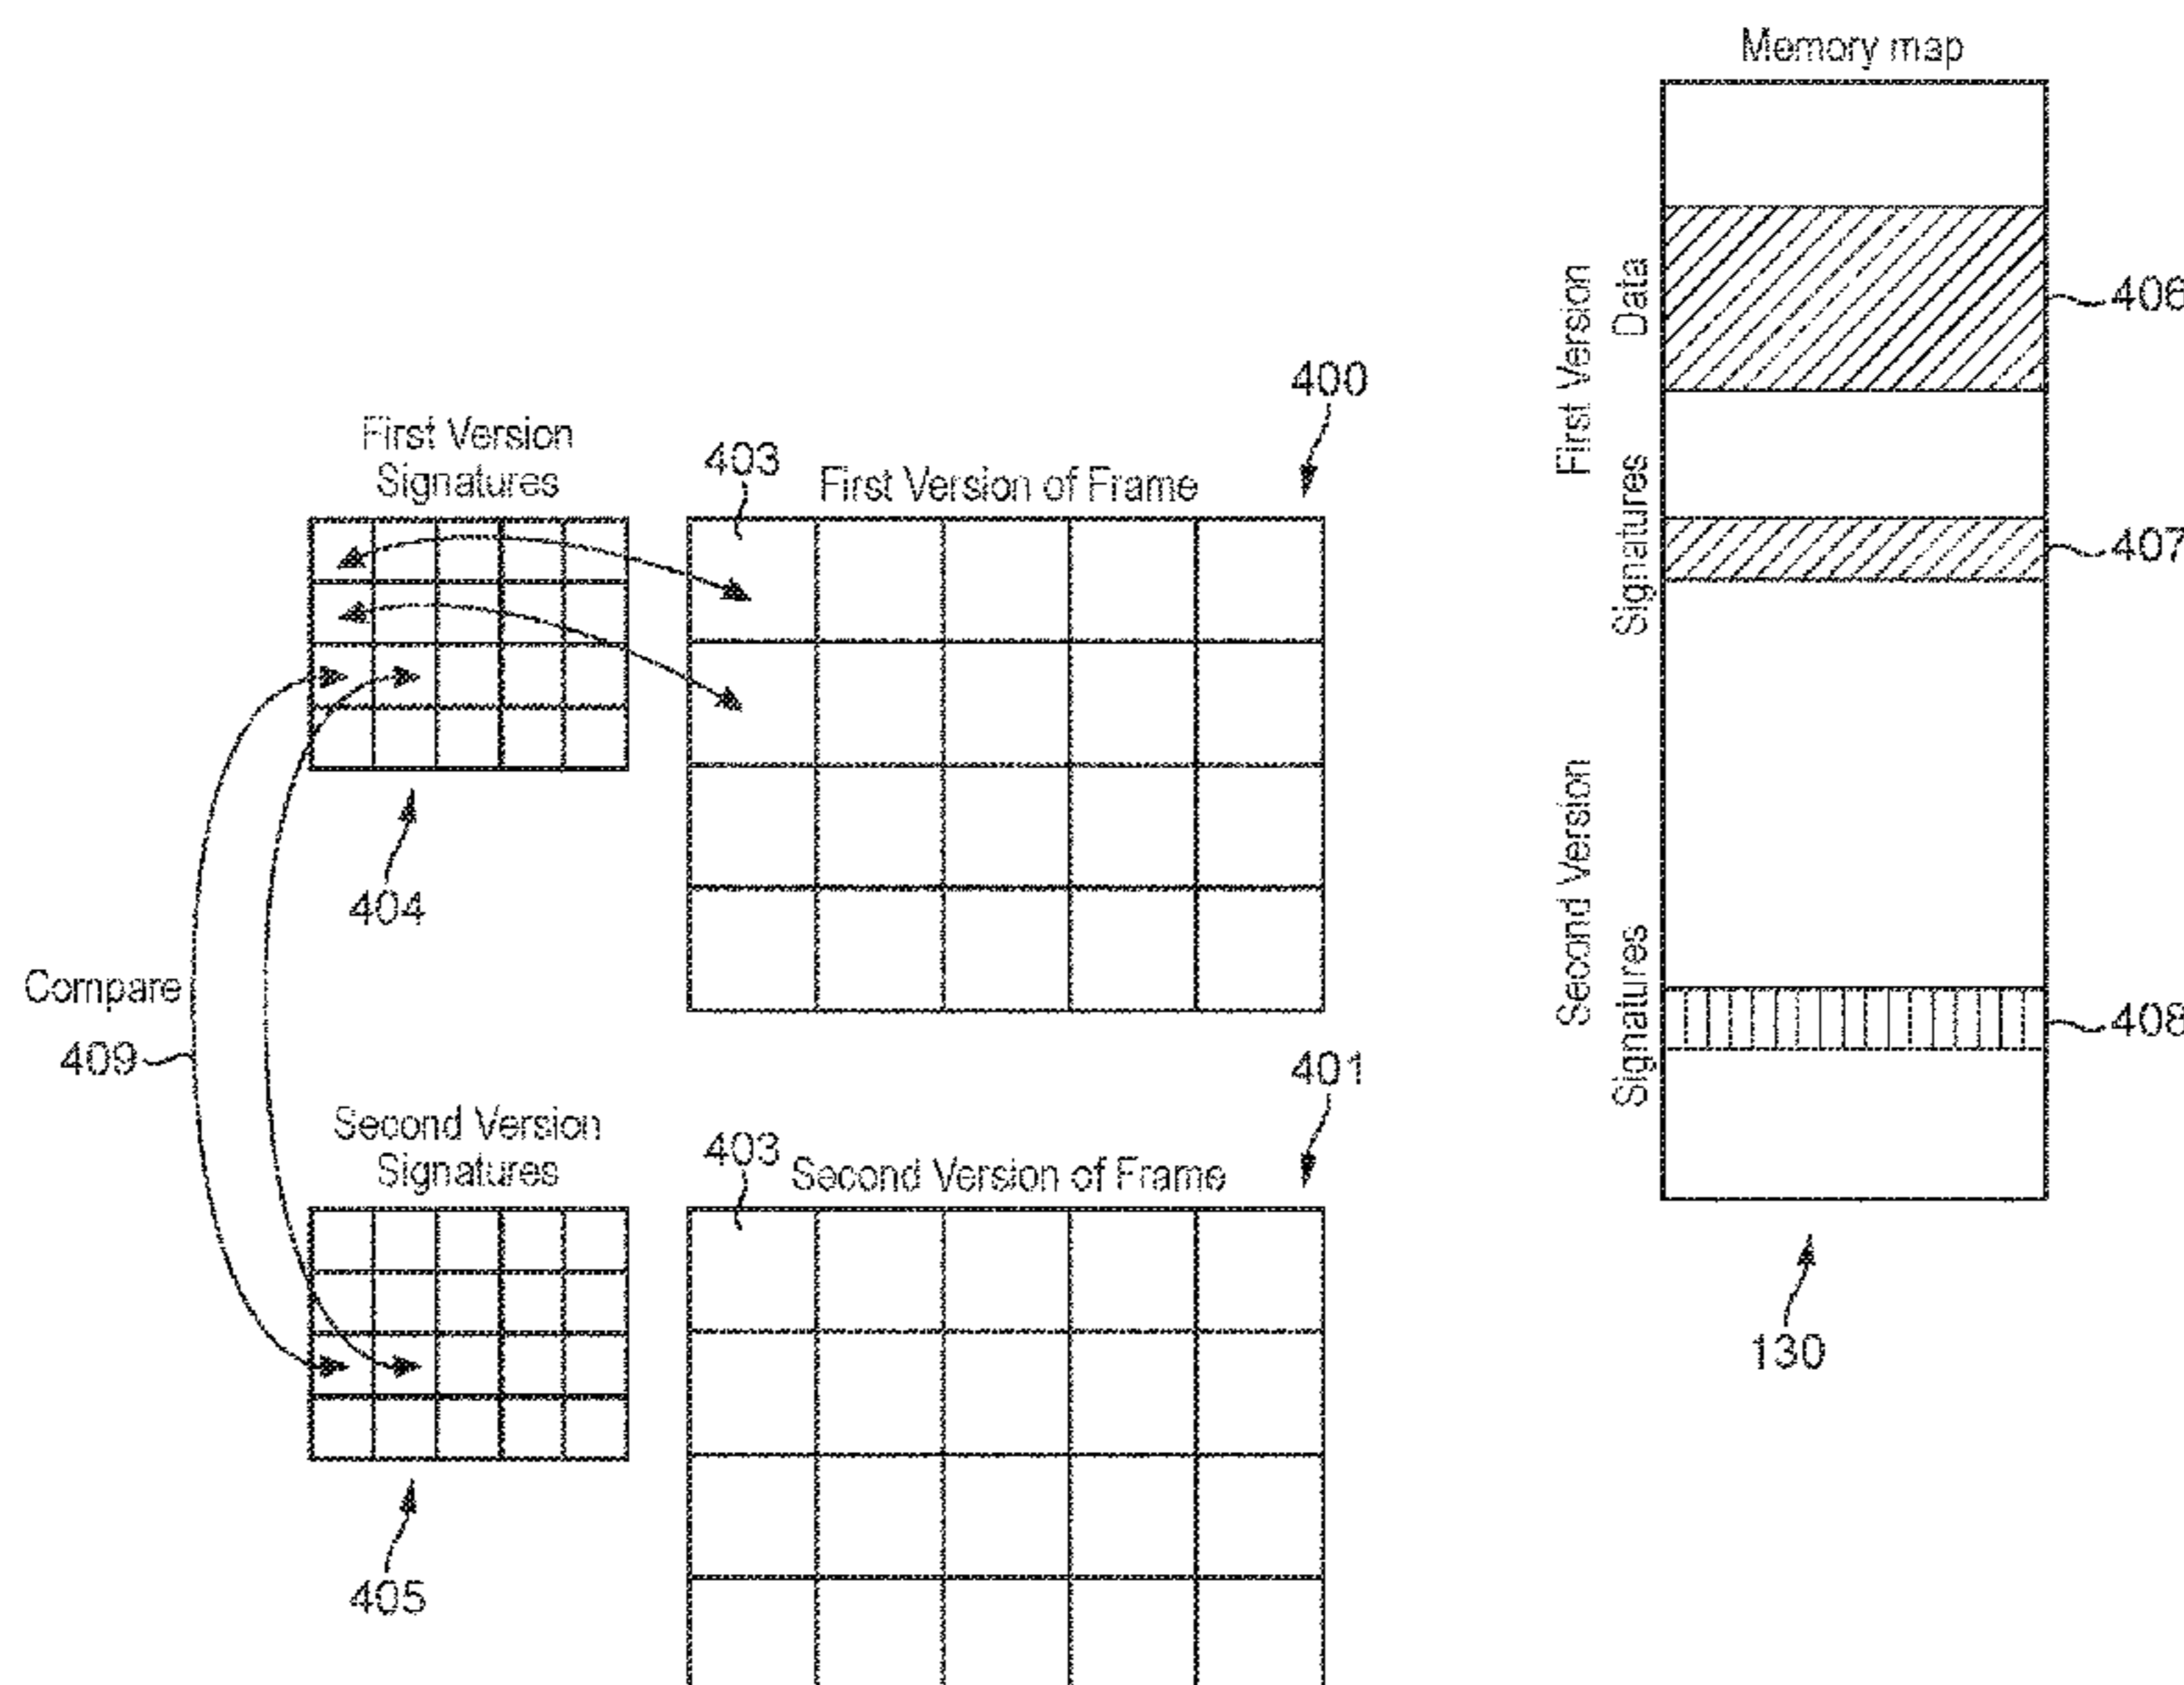 Memory map
First Version
Data
Signatures
406
407
Second Version
Signatures
408
130
400
First Version
Signatures
403
First Version of Frame
404
Compare
409
401
Second Version
Signatures
403
Second Version of Frame
405